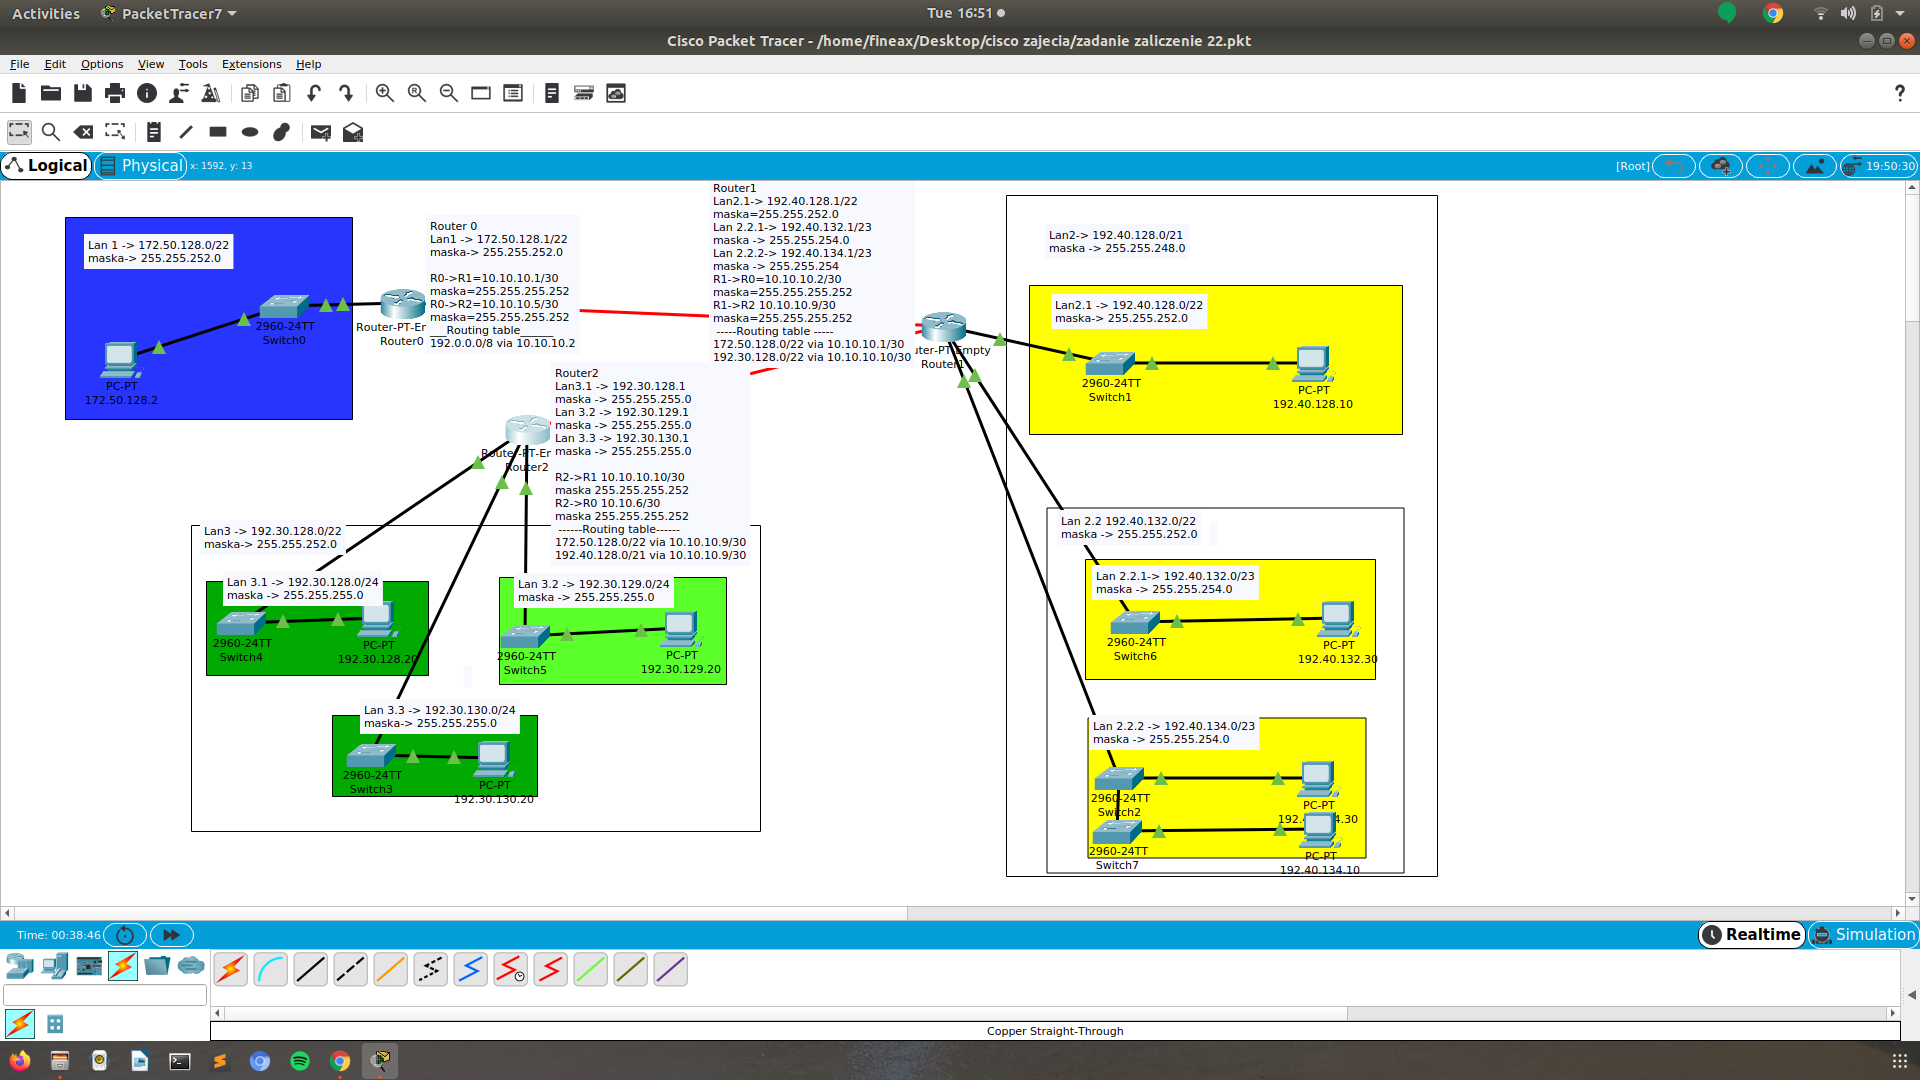 Activities
PacketTracer7
Tue 16:51
Cisco Packet Tracer - /home/fineax/Desktop/cisco zajecia/zadanie zaliczenie 22.pkt
File Edit Options View Tools Extensions Help
Logical
Physical
x: 1592, y: 13
[Root]
19:50:30
Lan 1 -> 172.50.128.0/22
maska-> 255.255.252.0
2960-24TT
Switch0
PC-PT
172.50.128.2
Router-PT-Em
Router0
Router 0
Lan1 -> 172.50.128.1/22
maska-> 255.255.252.0
R0->R1=10.10.10.1/30
maska=255.255.255.252
R0->R2=10.10.10.5/30
maska=255.255.255.252
___Routing table______
192.0.0.0/8 via 10.10.10.2
Router1
Lan2.1-> 192.40.128.1/22
maska=255.255.252.0
Lan 2.2.1-> 192.40.132.1/23
maska -> 255.255.254.0
Lan 2.2.2-> 192.40.134.1/23
maska -> 255.255.254
R1->R0=10.10.10.2/30
maska=255.255.255.252
R1->R2 10.10.10.9/30
maska=255.255.255.252
-----Routing table -----
172.50.128.0/22 via 10.10.10.1/30
192.30.128.0/22 via 10.10.10.10/30
uter-PT-Empty
Router1
Router2
Lan3.1 -> 192.30.128.1
maska -> 255.255.255.0
Lan 3.2 -> 192.30.129.1
maska -> 255.255.255.0
Lan 3.3 -> 192.30.130.1
maska -> 255.255.255.0
R2->R1 10.10.10.10/30
maska 255.255.255.252
R2->R0 10.10.6/30
maska 255.255.255.252
------Routing table------
172.50.128.0/22 via 10.10.10.9/30
192.40.128.0/21 via 10.10.10.9/30
Router-PT-Em
Router2
Lan2-> 192.40.128.0/21
maska -> 255.255.248.0
Lan2.1 -> 192.40.128.0/22
maska-> 255.255.252.0
2960-24TT
Switch1
PC-PT
192.40.128.10
Lan 2.2 192.40.132.0/22
maska -> 255.255.252.0
Lan 2.2.1-> 192.40.132.0/23
maska -> 255.255.254.0
2960-24TT
Switch6
PC-PT
192.40.132.30
Lan 2.2.2 -> 192.40.134.0/23
maska -> 255.255.254.0
2960-24TT
Switch2
PC-PT
2960-24TT
Switch7
PC-PT
192.40.134.10
Lan3 -> 192.30.128.0/22
maska-> 255.255.252.0
Lan 3.1 -> 192.30.128.0/24
maska -> 255.255.255.0
2960-24TT
Switch4
PC-PT
192.30.128.20
Lan 3.2 -> 192.30.129.0/24
maska -> 255.255.255.0
2960-24TT
Switch5
PC-PT
192.30.129.20
Lan 3.3 -> 192.30.130.0/24
maska-> 255.255.255.0
2960-24TT
Switch3
PC-PT
192.30.130.20
Time: 00:38:46
Realtime
Simulation
Copper Straight-Through